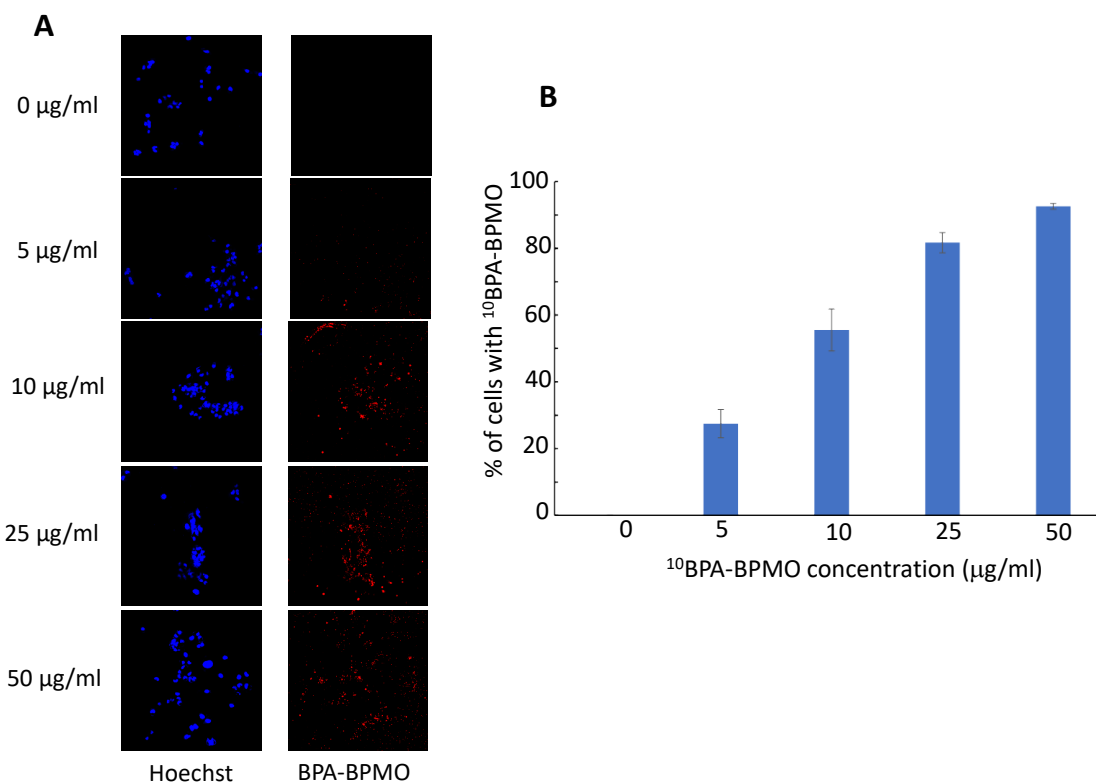 A
0 µg/ml
5 µg/ml
10 µg/ml
25 µg/ml
50 µg/ml
Hoechst
BPA-BPMO
B
% of cells with ¹⁰BPA-BPMO
100
80
60
40
20
0
0 5 10 25 50
¹⁰BPA-BPMO concentration (µg/ml)